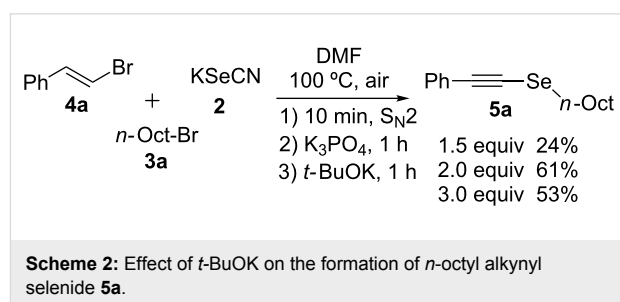 Ph
Br
4a
+
n-Oct-Br
3a
KSeCN
2
DMF
100 ºC, air
1) 10 min, SN2
2) K3PO4, 1 h
3) t-BuOK, 1 h
Ph
Se
n-Oct
5a
1.5 equiv 24%
2.0 equiv 61%
3.0 equiv 53%
Scheme 2: Effect of t-BuOK on the formation of n-octyl alkynyl
selenide 5a.